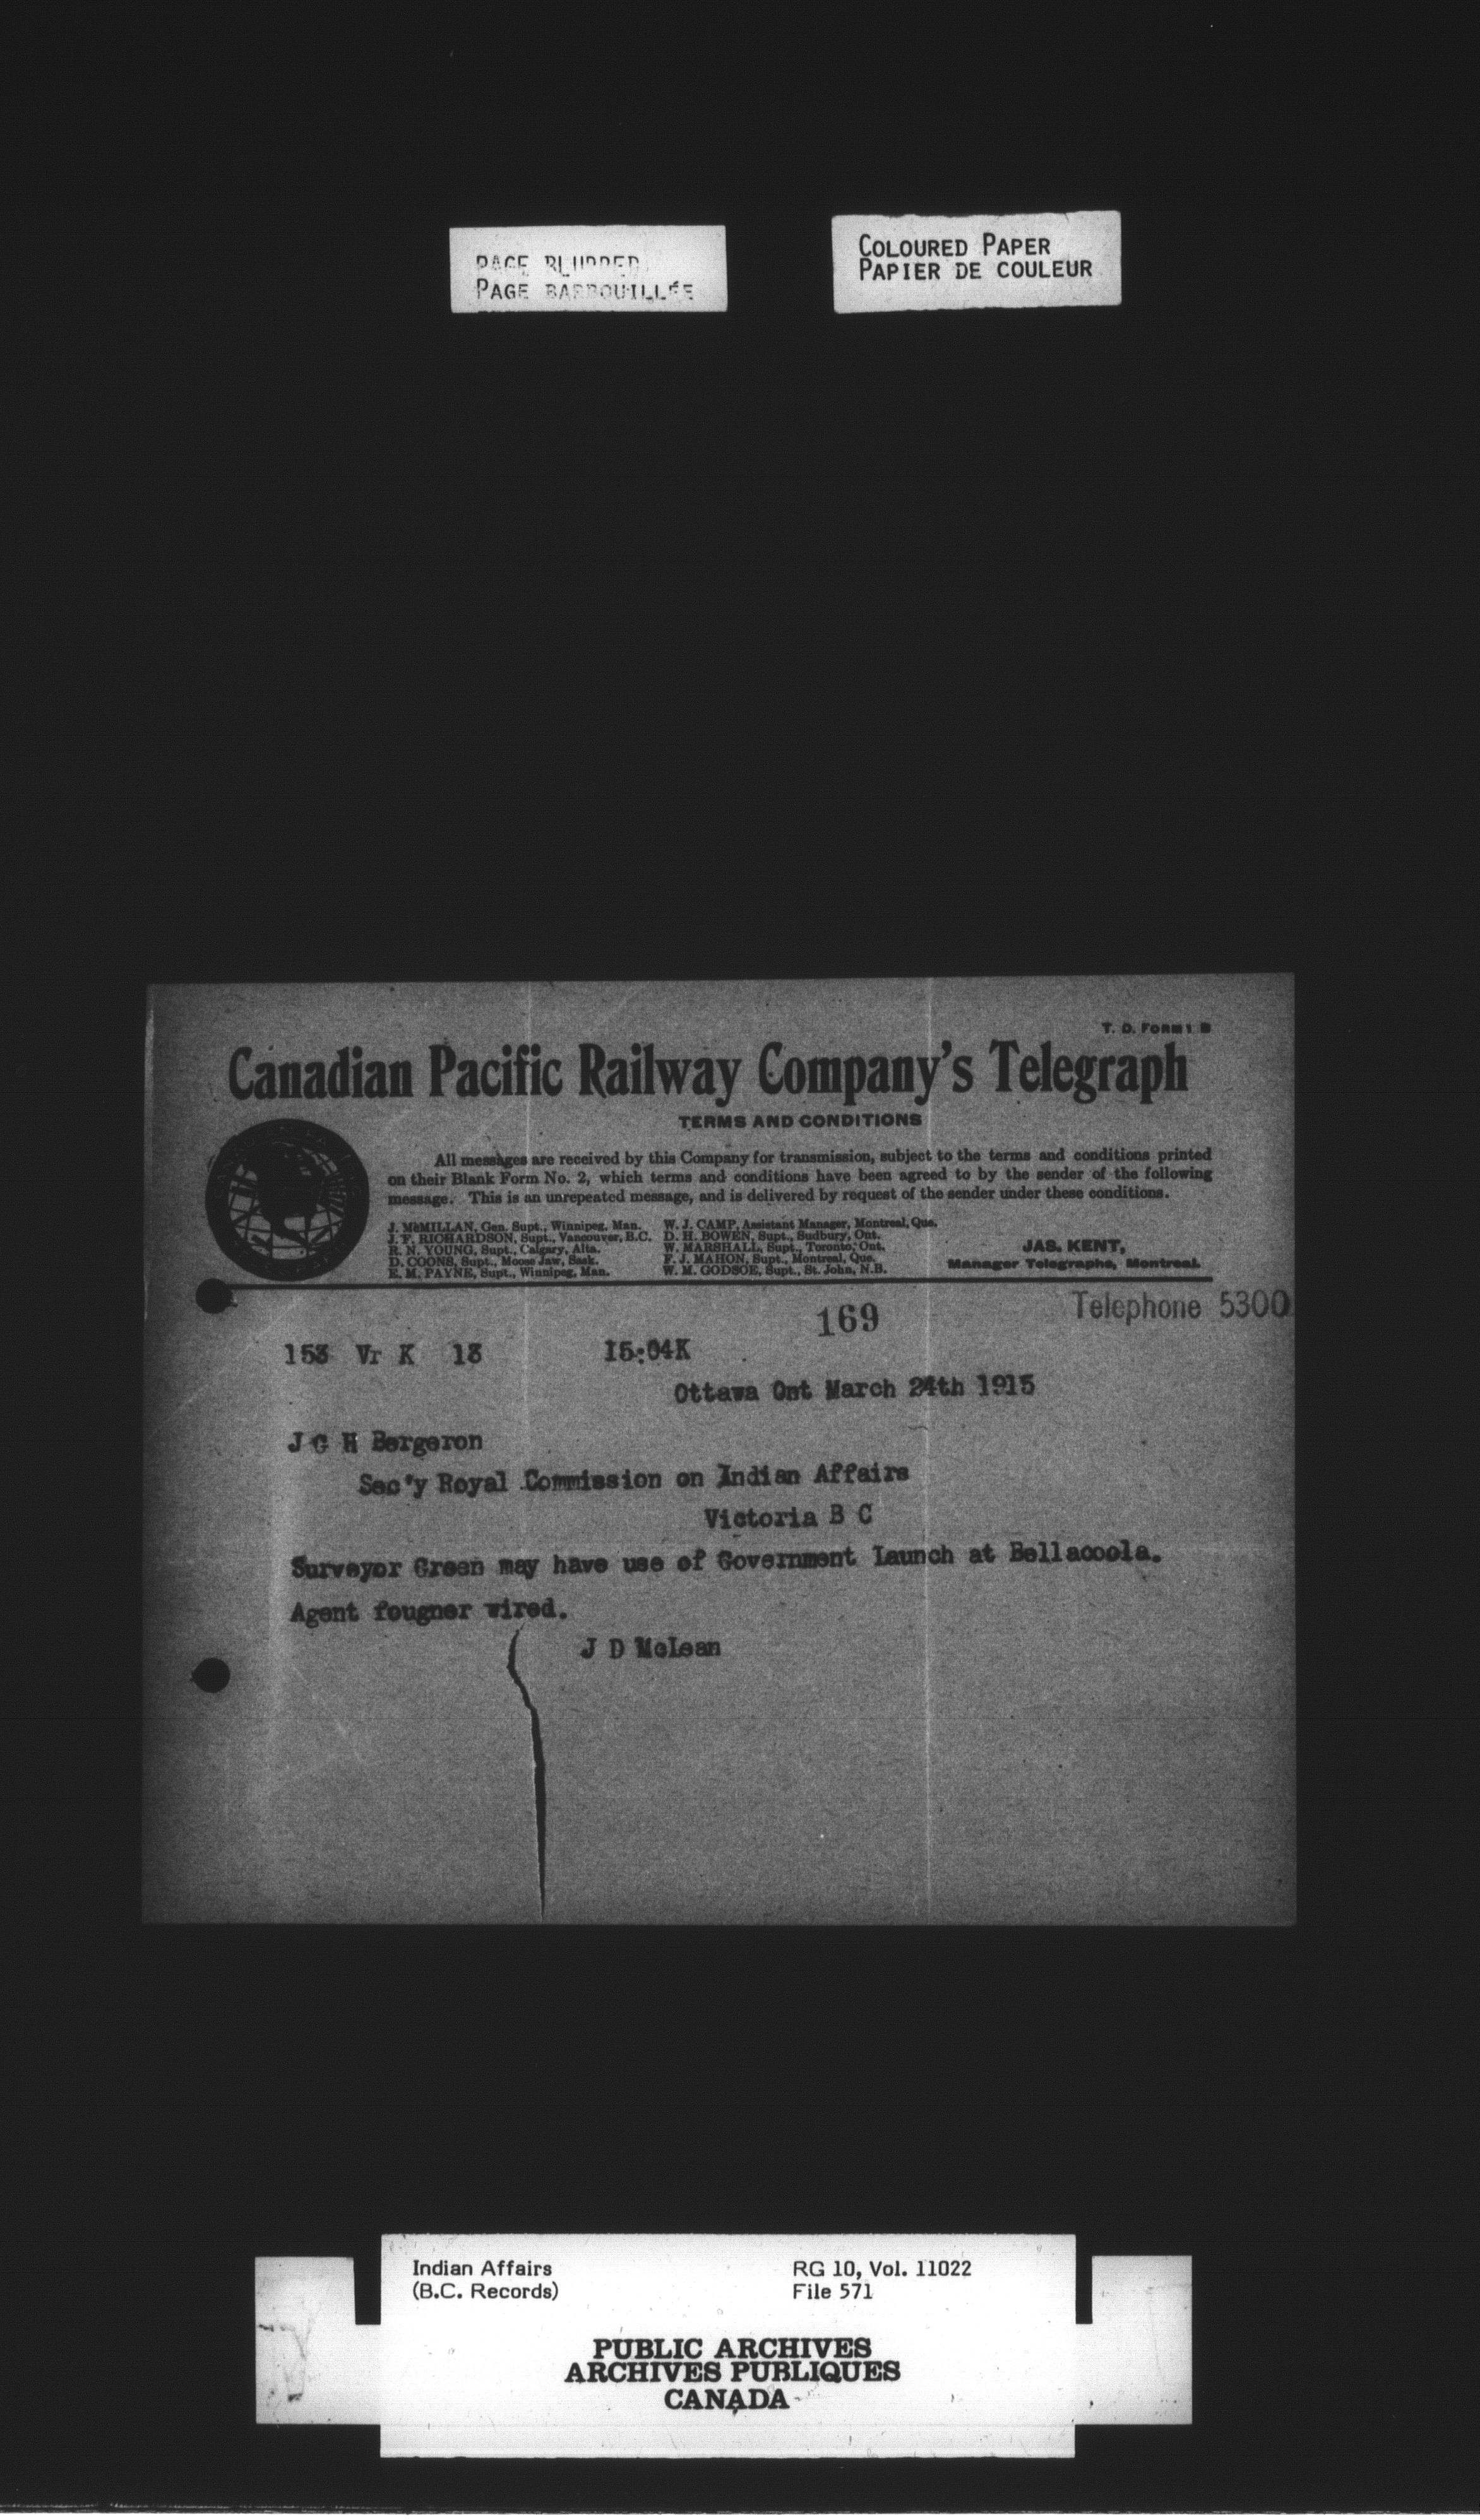 PAGE BLURRED
PAGE BARBOUILLÉE
COLOURED PAPER
PAPIER DE COULEUR
T. D. FORM 1 B
Canadian Pacific Railway Company's Telegraph
TERMS AND CONDITIONS
All messages are received by this Company for transmission, subject to the terms and conditions printed
on their Blank Form No. 2, which terms and conditions have been agreed to by the sender of the following
message. This is an unrepeated message, and is delivered by request of the sender under these conditions.
J. McMILLAN, Gen. Supt., Winnipeg, Man.
J. F. RICHARDSON, Supt., Vancouver, B.C.
R. N. YOUNG, Supt., Calgary, Alta.
D. COONS, Supt., Moose Jaw, Sask.
E. M. PAYNE, Supt., Winnipeg, Man.
W. J. CAMP, Assistant Manager, Montreal, Que.
D. H. BOWEN, Supt., Sudbury, Ont.
W. MARSHALL, Supt., Toronto, Ont.
F. J. MAHON, Supt., Montreal, Que.
W. M. GODSOE, Supt., St. John, N.B.
JAS. KENT,
Manager Telegraphs, Montreal.
169
Telephone 5300
153 Vr K 13 15:04K
Ottawa Ont March 24th 1915
J G H Bergeron
Sec'y Royal Commission on Indian Affairs
Victoria B C
Surveyor Green may have use of Government Launch at Bellacoola.
Agent fougner wired.
J D McLean
Indian Affairs
(B.C. Records)
RG 10, Vol. 11022
File 571
PUBLIC ARCHIVES
ARCHIVES PUBLIQUES
CANADA